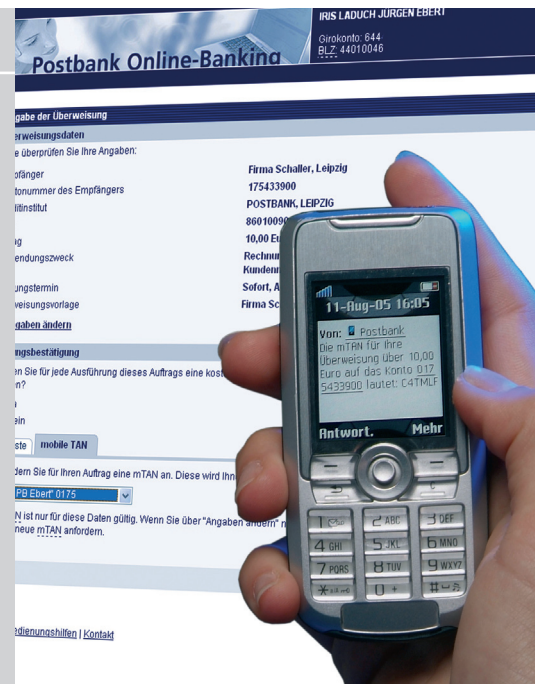 IRIS LADUCH JÜRGEN EBERT
Girokonto: 644
BLZ: 44010046
Postbank Online-Banking
gabe der Überweisung
erweisungsdaten
e überprüfen Sie Ihre Angaben:
pfänger Firma Schaller, Leipzig
tonummer des Empfängers 175433900
ditinstitut POSTBANK, LEIPZIG
8601009
ag 10,00 Eu
endungszweck Rechnu
Kundenn
ungstermin Sofort, A
weisungsvorlage Firma Sc
gaben ändern
ngsbestätigung
en Sie für jede Ausführung dieses Auftrags eine kost
n?
ein
ste mobile TAN
dern Sie für Ihren Auftrag eine mTAN an. Diese wird Ihn
PB Ebert" 0175
N ist nur für diese Daten gültig. Wenn Sie über "Angaben ändern" n
neue mTAN anfordern.
edienungshilfen | Kontakt
11-Aug-05 16:05
Von: Postbank
Die mTAN für Ihre
Überweisung über 10,00
Euro auf das Konto 017
5433900 lautet: C4TMLF
Antwort. Mehr
1
2 ABC
3 DEF
4 GHI
5 JKL
6 MNO
7 PQRS
8 TUV
9 WXYZ
*
0 +
#